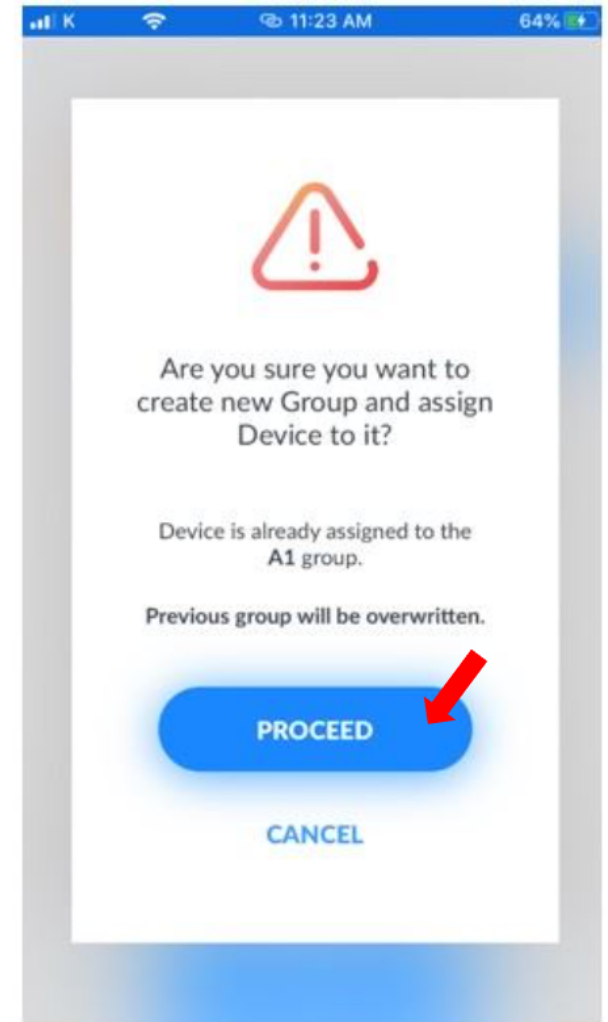 K 11:23 AM 64%
Are you sure you want to
create new Group and assign
Device to it?
Device is already assigned to the
A1 group.
Previous group will be overwritten.
PROCEED
CANCEL